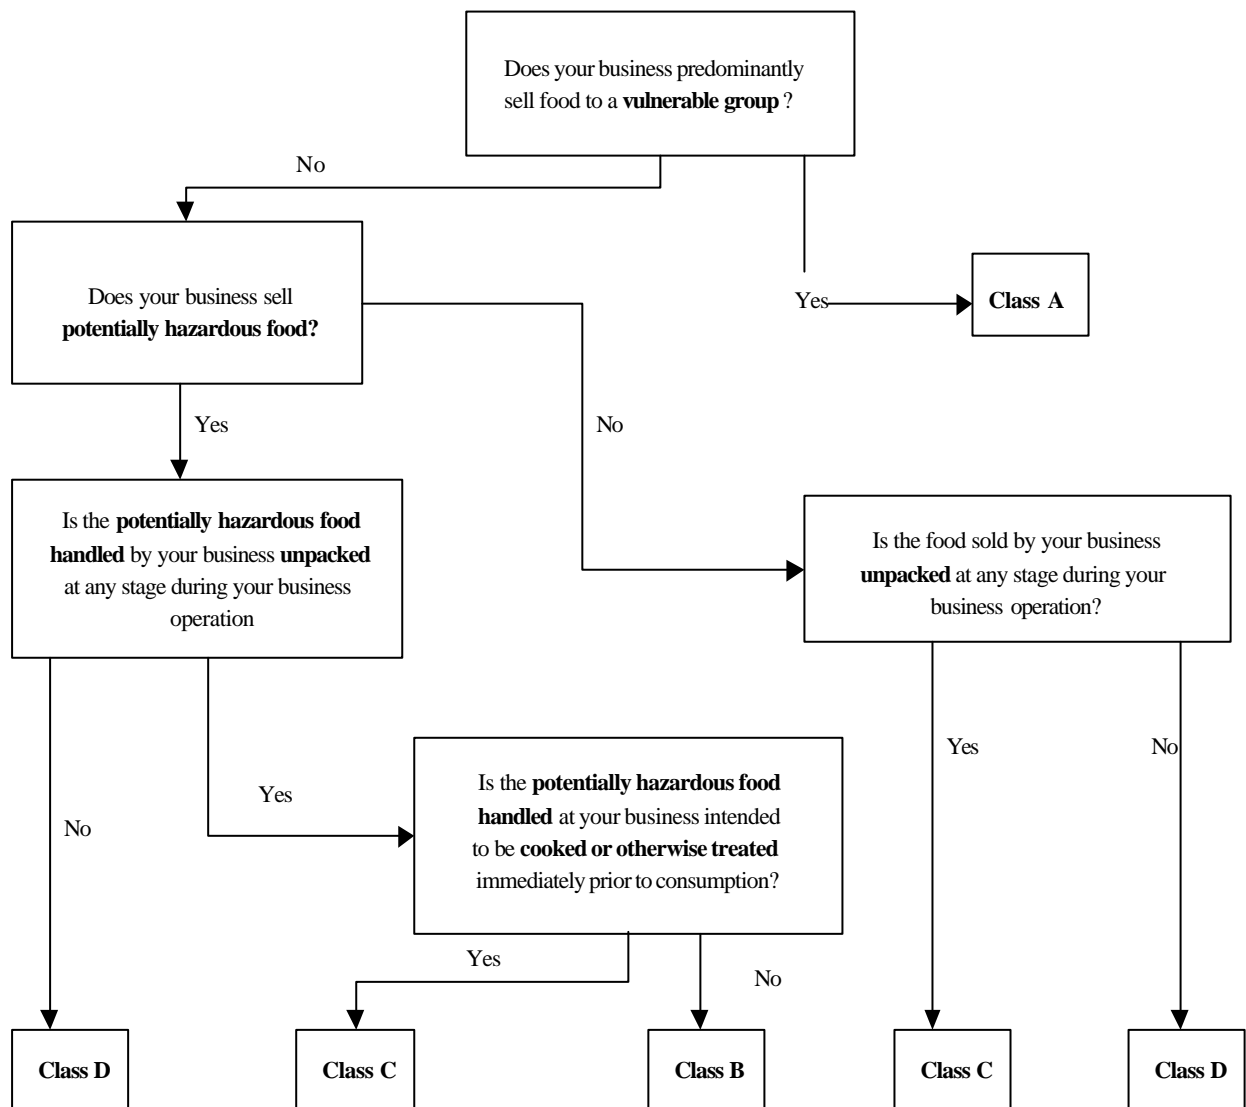 Does your business predominantly
sell food to a vulnerable group ?
No
Yes
Class A
Does your business sell
potentially hazardous food?
Yes
No
Is the potentially hazardous food
handled by your business unpacked
at any stage during your business
operation
Is the food sold by your business
unpacked at any stage during your
business operation?
No
Yes
Is the potentially hazardous food
handled at your business intended
to be cooked or otherwise treated
immediately prior to consumption?
Yes
No
Yes
No
Class D
Class C
Class B
Class C
Class D